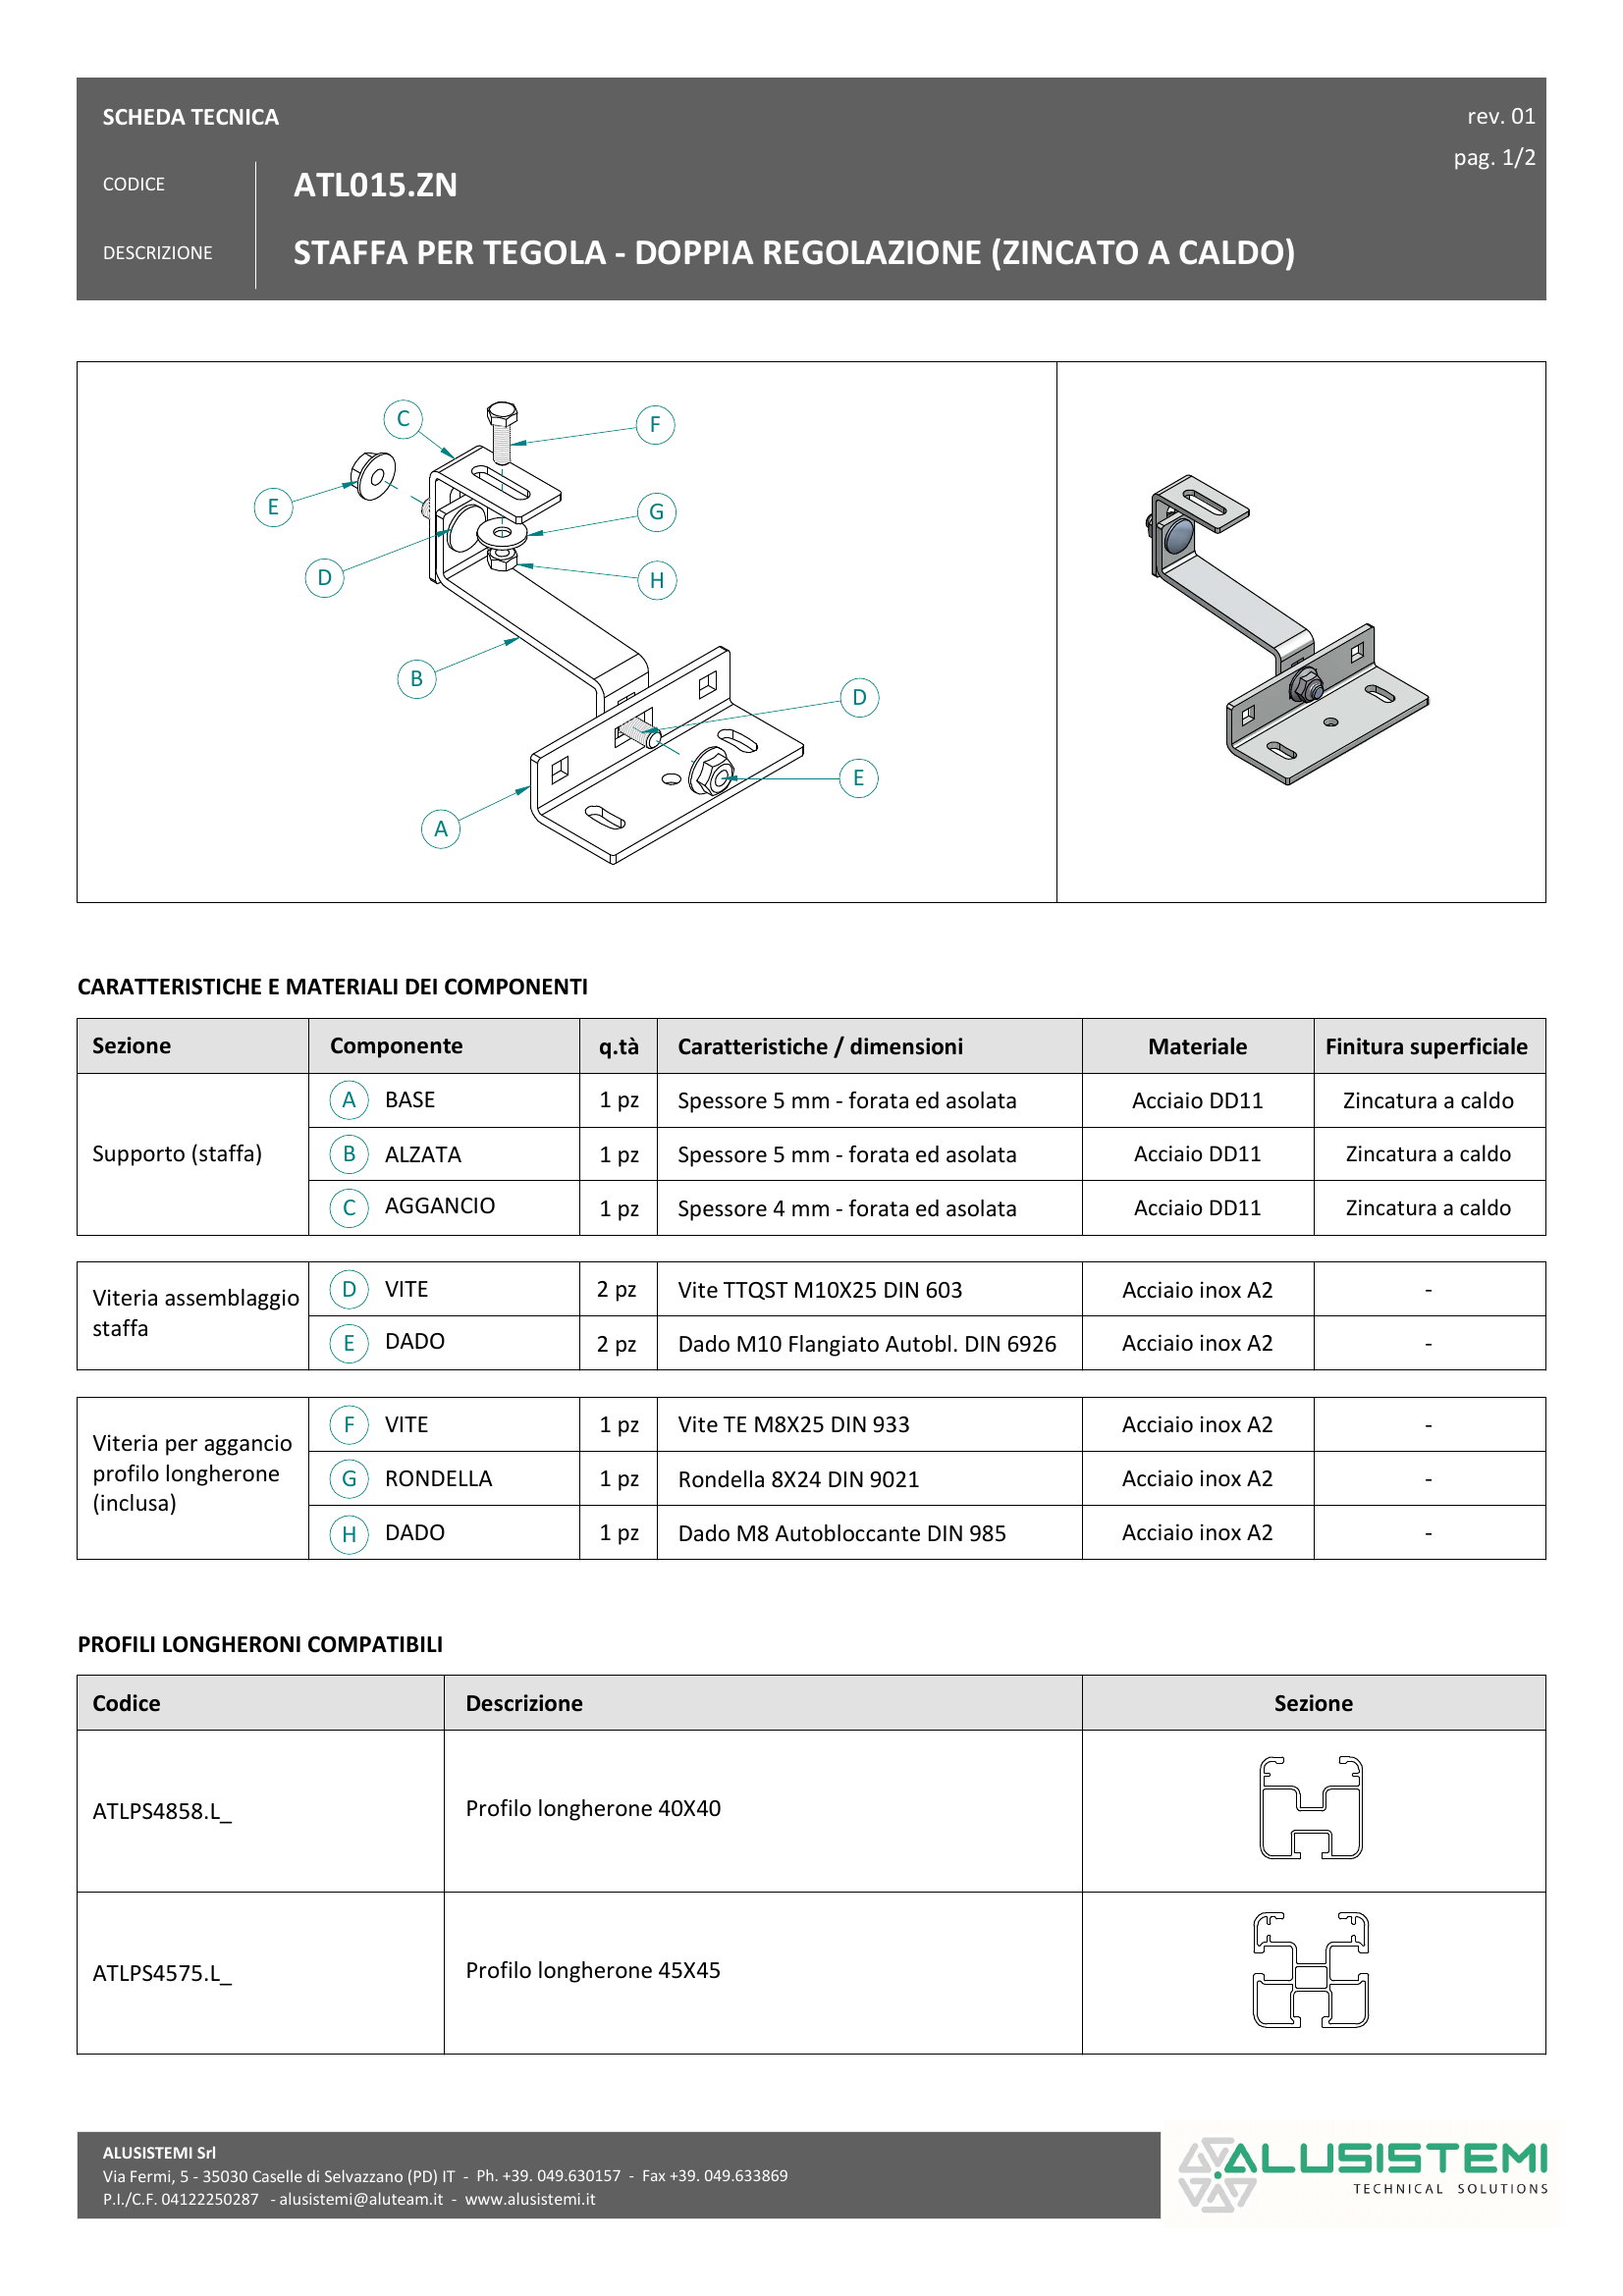 SCHEDA TECNICA
rev. 01
pag. 1/2
CODICE
ATL015.ZN
DESCRIZIONE
STAFFA PER TEGOLA - DOPPIA REGOLAZIONE (ZINCATO A CALDO)
C
F
E
G
D
H
B
D
E
A
CARATTERISTICHE E MATERIALI DEI COMPONENTI
Sezione Componente q.tà Caratteristiche / dimensioni Materiale Finitura superficiale
Supporto (staffa)
A BASE 1 pz Spessore 5 mm - forata ed asolata Acciaio DD11 Zincatura a caldo
B ALZATA 1 pz Spessore 5 mm - forata ed asolata Acciaio DD11 Zincatura a caldo
C AGGANCIO 1 pz Spessore 4 mm - forata ed asolata Acciaio DD11 Zincatura a caldo
Viteria assemblaggio
staffa
D VITE 2 pz Vite TTQST M10X25 DIN 603 Acciaio inox A2 -
E DADO 2 pz Dado M10 Flangiato Autobl. DIN 6926 Acciaio inox A2 -
Viteria per aggancio
profilo longherone
(inclusa)
F VITE 1 pz Vite TE M8X25 DIN 933 Acciaio inox A2 -
G RONDELLA 1 pz Rondella 8X24 DIN 9021 Acciaio inox A2 -
H DADO 1 pz Dado M8 Autobloccante DIN 985 Acciaio inox A2 -
PROFILI LONGHERONI COMPATIBILI
Codice Descrizione Sezione
ATLPS4858.L_ Profilo longherone 40X40
ATLPS4575.L_ Profilo longherone 45X45
ALUSISTEMI Srl
Via Fermi, 5 - 35030 Caselle di Selvazzano (PD) IT - Ph. +39. 049.630157 - Fax +39. 049.633869
P.I./C.F. 04122250287 - alusistemi@aluteam.it - www.alusistemi.it
ALUSISTEMI
TECHNICAL SOLUTIONS